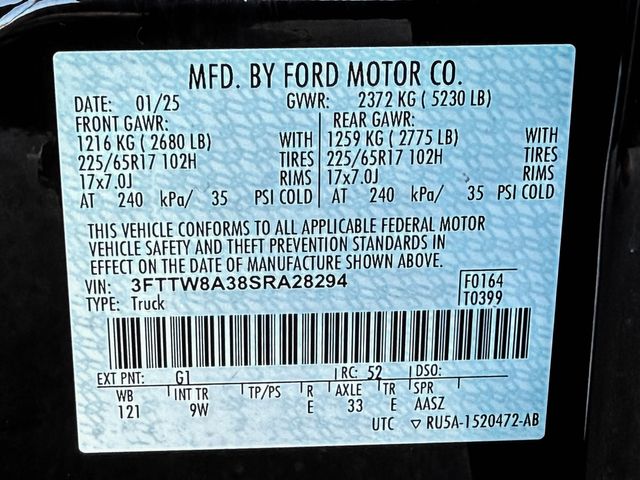 MFD. BY FORD MOTOR CO.
DATE: 01/25 GVWR: 2372 KG ( 5230 LB)
FRONT GAWR: REAR GAWR:
1216 KG ( 2680 LB) WITH 1259 KG ( 2775 LB) WITH
225/65R17 102H TIRES 225/65R17 102H TIRES
17x7.0J RIMS 17x7.0J RIMS
AT 240 kPa/ 35 PSI COLD AT 240 kPa/ 35 PSI COLD
THIS VEHICLE CONFORMS TO ALL APPLICABLE FEDERAL MOTOR
VEHICLE SAFETY AND THEFT PREVENTION STANDARDS IN
EFFECT ON THE DATE OF MANUFACTURE SHOWN ABOVE.
VIN: 3FTTW8A38SRA28294 F0164
TYPE: Truck T0399
EXT PNT: G1 RC: 52 DSO:
WB INT TR TP/PS R AXLE TR SPR
121 9W E 33 E AASZ
UTC ▽ RU5A-1520472-AB